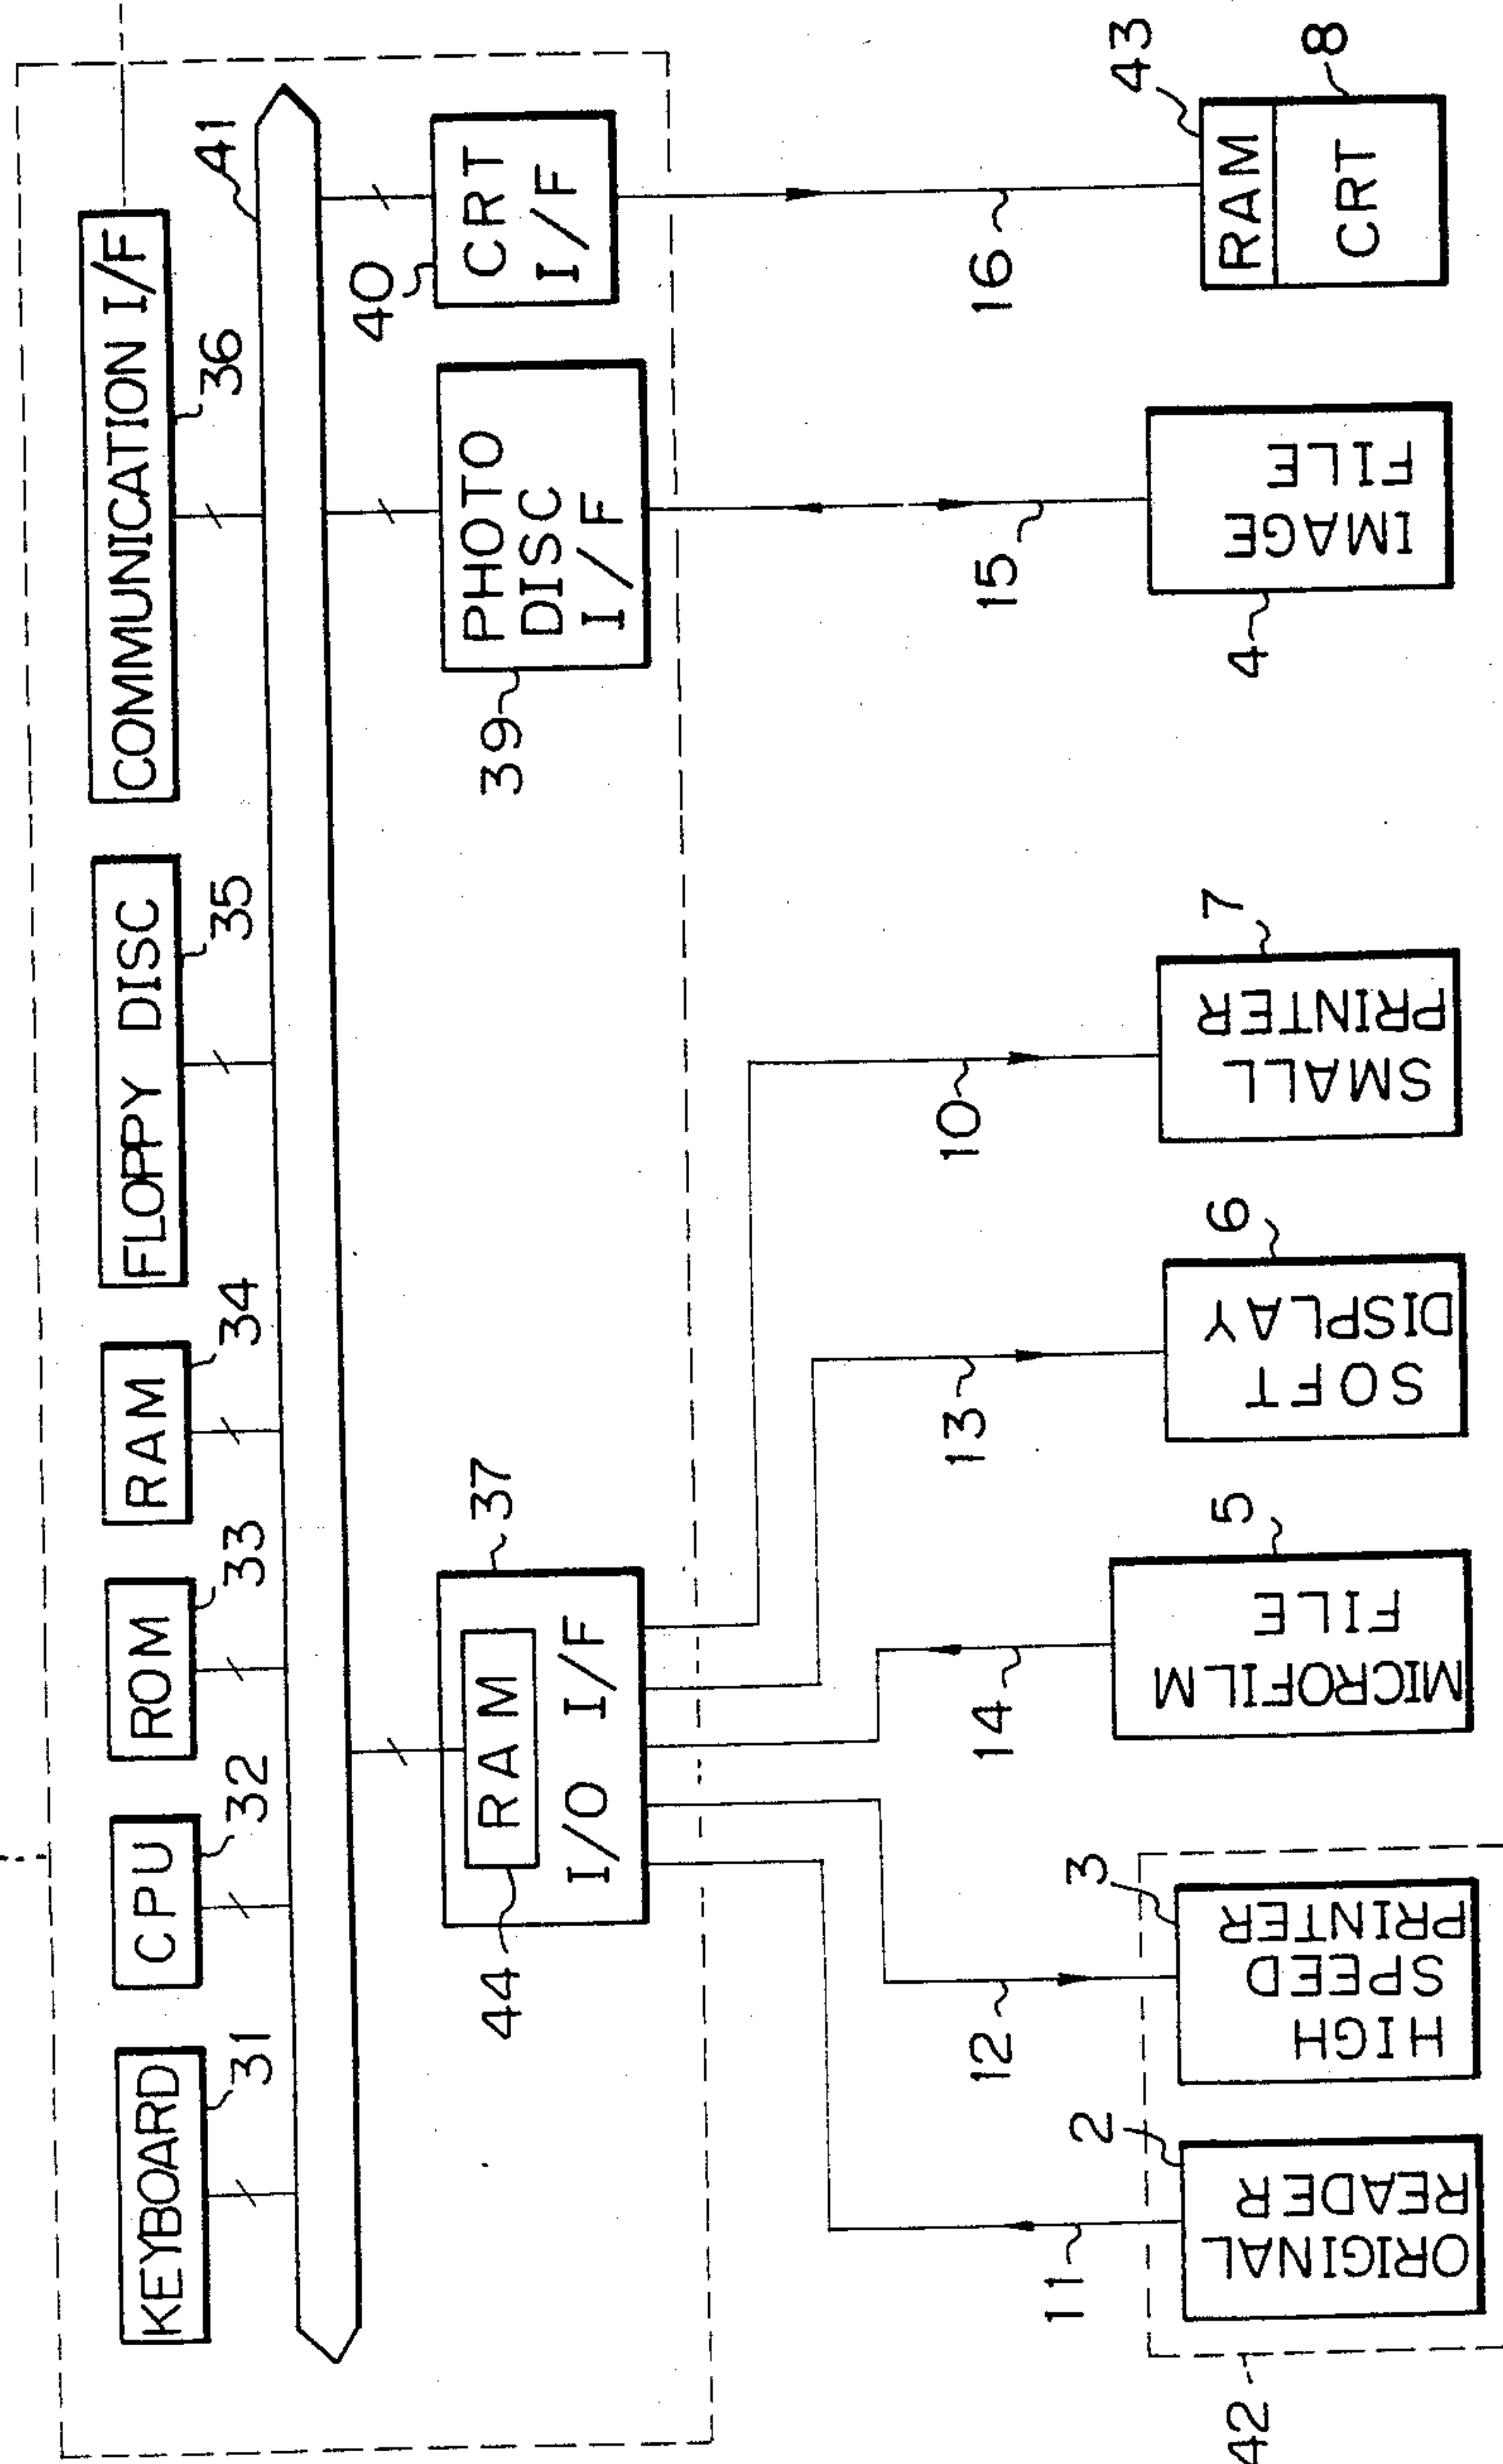 KEYBOARD
31
CPU
32
ROM
33
RAM
34
FLOPPY DISC
35
COMMUNICATION I/F
36
41
44
RAM
I/O I/F
37
39
PHOTO
DISC
I/F
40
CRT
I/F
11
12
14
13
10
15
16
42
2
ORIGINAL
READER
3
HIGH
SPEED
PRINTER
5
MICROFILM
FILE
6
SOFT
DISPLAY
7
SMALL
PRINTER
4
IMAGE
FILE
43
RAM
8
CRT